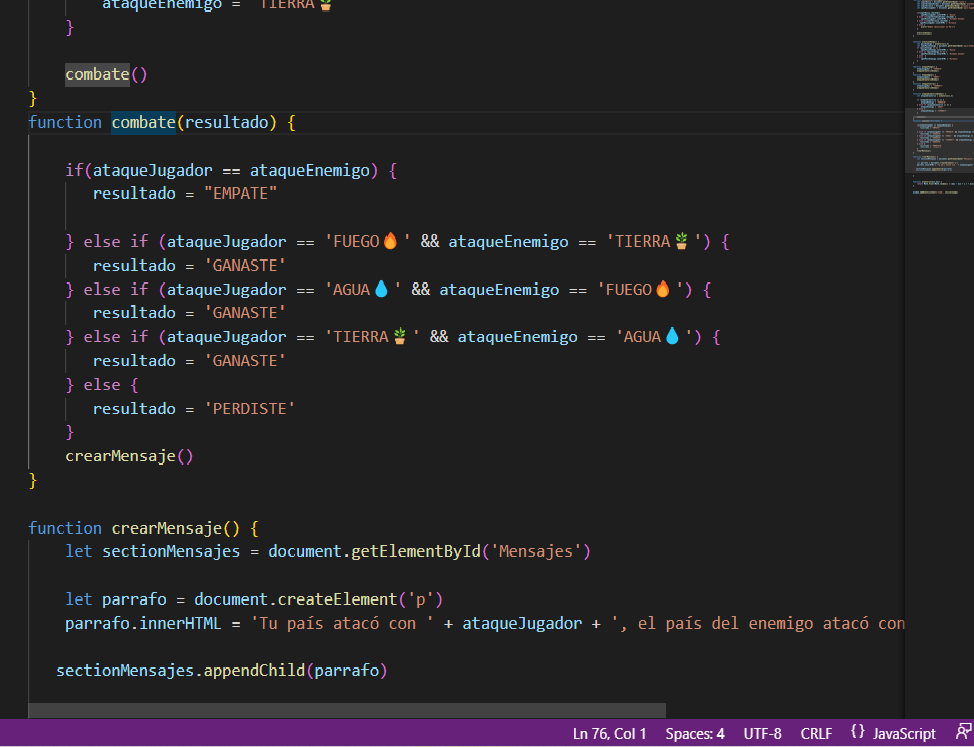 ataqueEnemigo = 'TIERRA🪴'
}
combate()
}
function combate(resultado) {
if(ataqueJugador == ataqueEnemigo) {
resultado = "EMPATE"
} else if (ataqueJugador == 'FUEGO🔥' && ataqueEnemigo == 'TIERRA🪴') {
resultado = 'GANASTE'
} else if (ataqueJugador == 'AGUA💧' && ataqueEnemigo == 'FUEGO🔥') {
resultado = 'GANASTE'
} else if (ataqueJugador == 'TIERRA🪴' && ataqueEnemigo == 'AGUA💧') {
resultado = 'GANASTE'
} else {
resultado = 'PERDISTE'
}
crearMensaje()
}
function crearMensaje() {
let sectionMensajes = document.getElementById('Mensajes')
let parrafo = document.createElement('p')
parrafo.innerHTML = 'Tu país atacó con ' + ataqueJugador + ', el país del enemigo atacó con
sectionMensajes.appendChild(parrafo)
Ln 76, Col 1 Spaces: 4 UTF-8 CRLF {} JavaScript